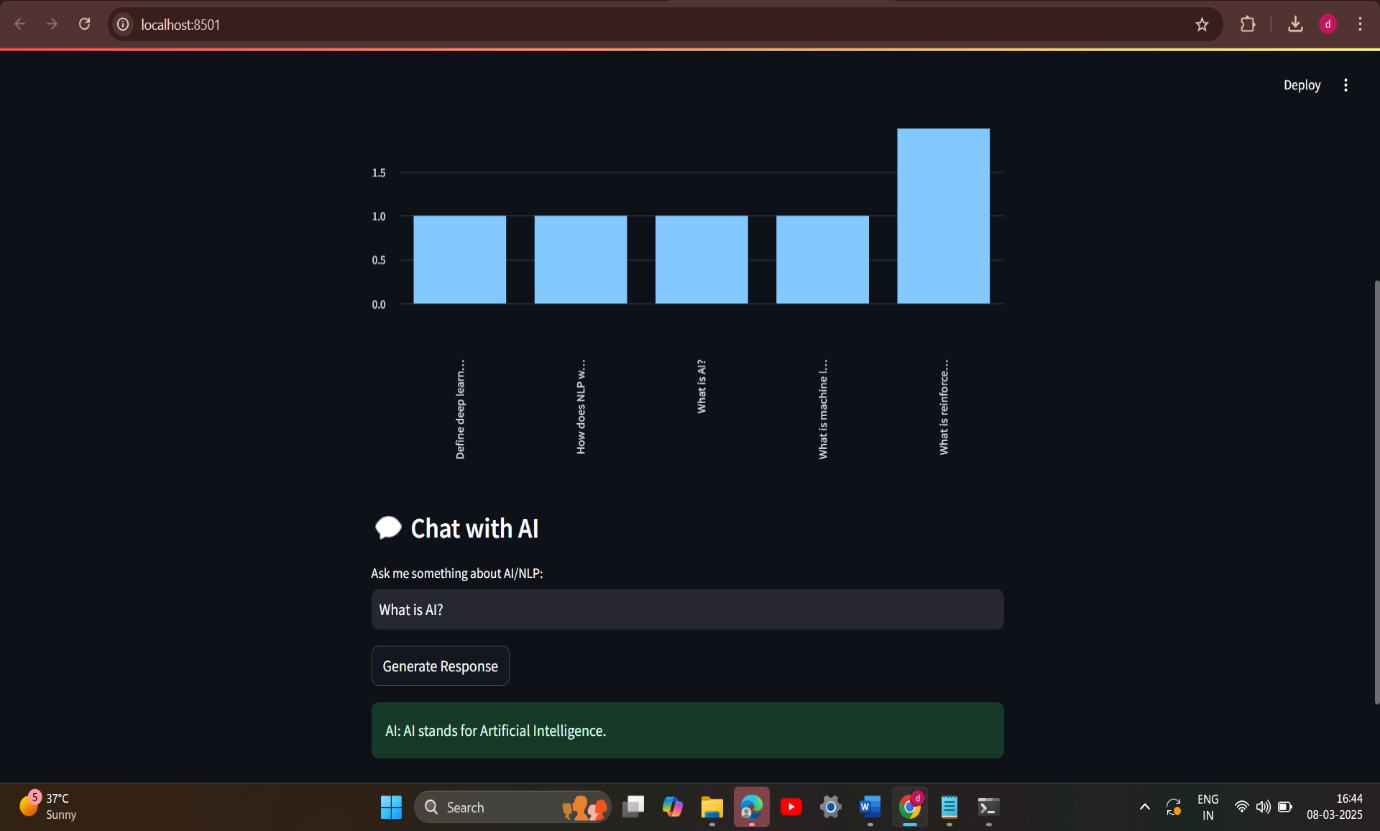 localhost:8501
d
Deploy
1.5
1.0
0.5
0.0
Define deep learn...
How does NLP w...
What is AI?
What is machine l...
What is reinforce...
Chat with AI
Ask me something about AI/NLP:
What is AI?
Generate Response
AI: AI stands for Artificial Intelligence.
5
37°C
Sunny
Search
W
d
ENG
IN
16:44
08-03-2025